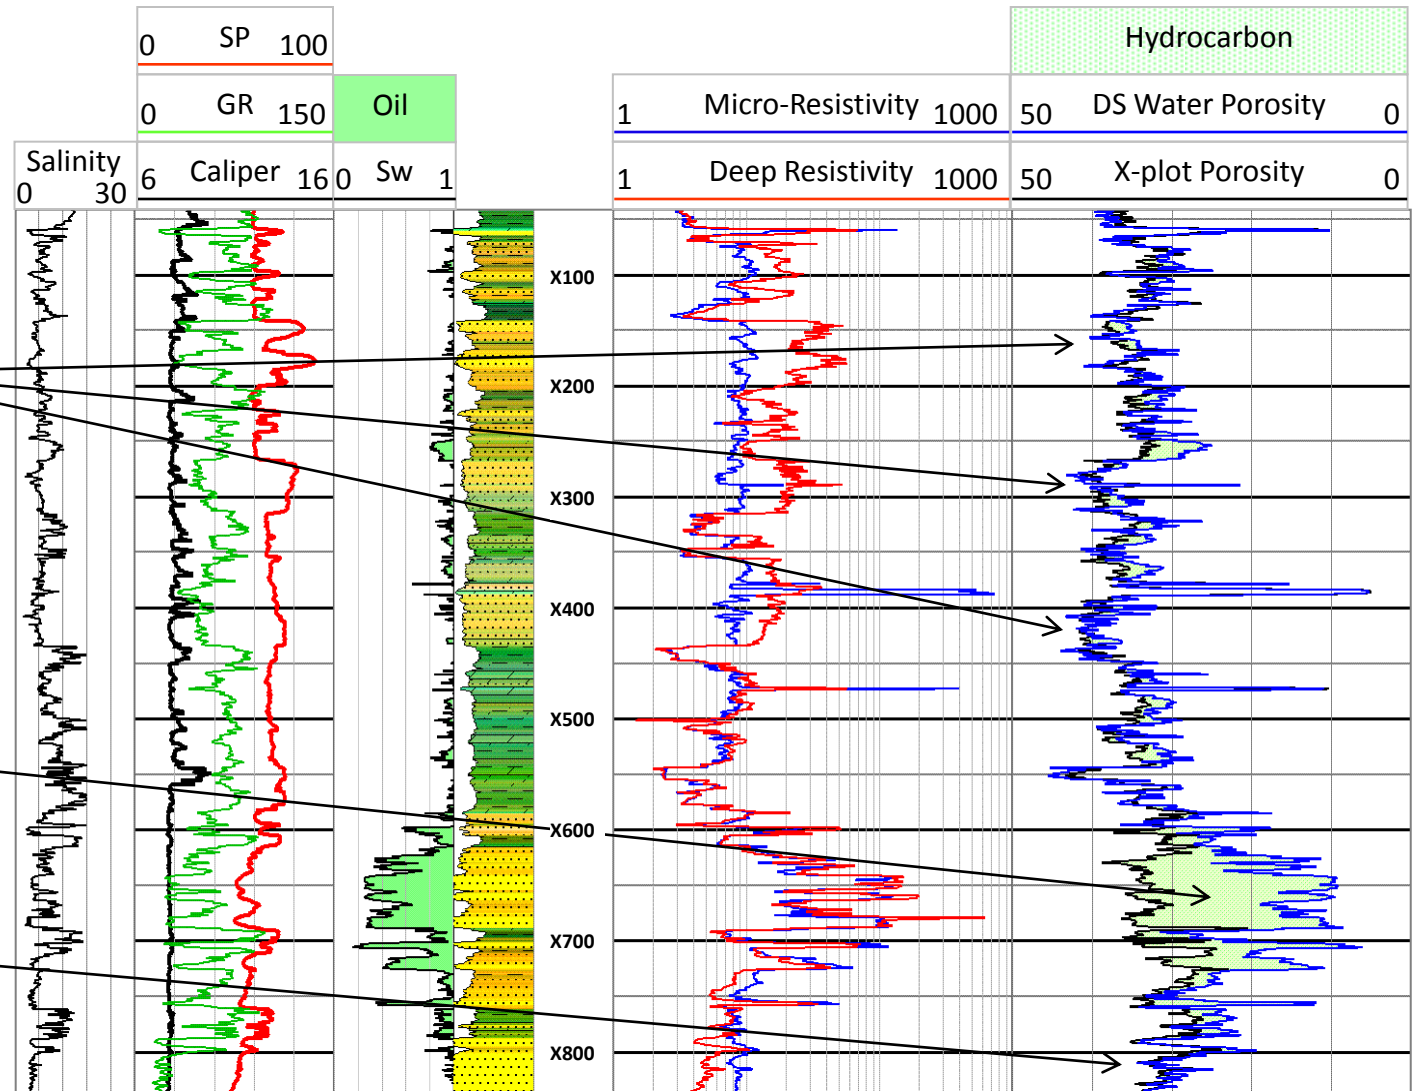 Hydrocarbon
0 SP 100
0 GR 150
Oil
1 Micro-Resistivity 1000
50 DS Water Porosity 0
Salinity
0 30
6 Caliper 16
0 Sw 1
1 Deep Resistivity 1000
50 X-plot Porosity 0
X100
X200
X300
X400
X500
X600
X700
X800